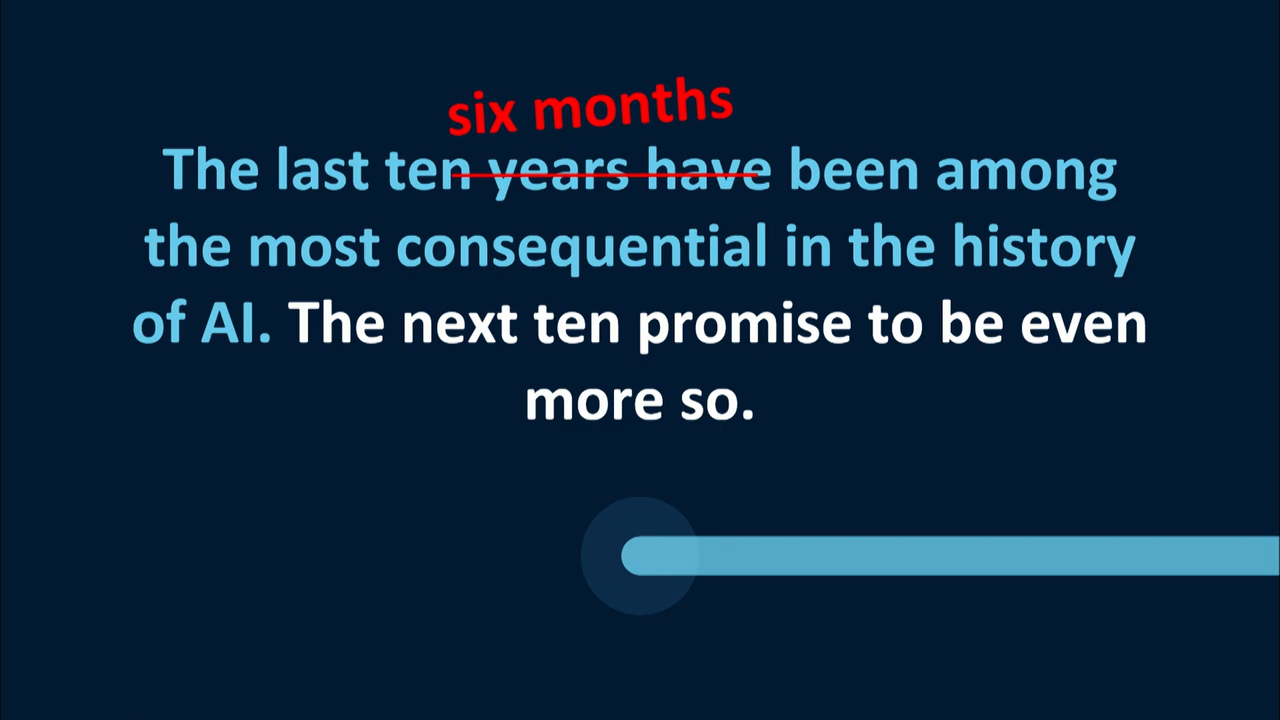 six months
The last ten years have been among
the most consequential in the history
of AI. The next ten promise to be even
more so.